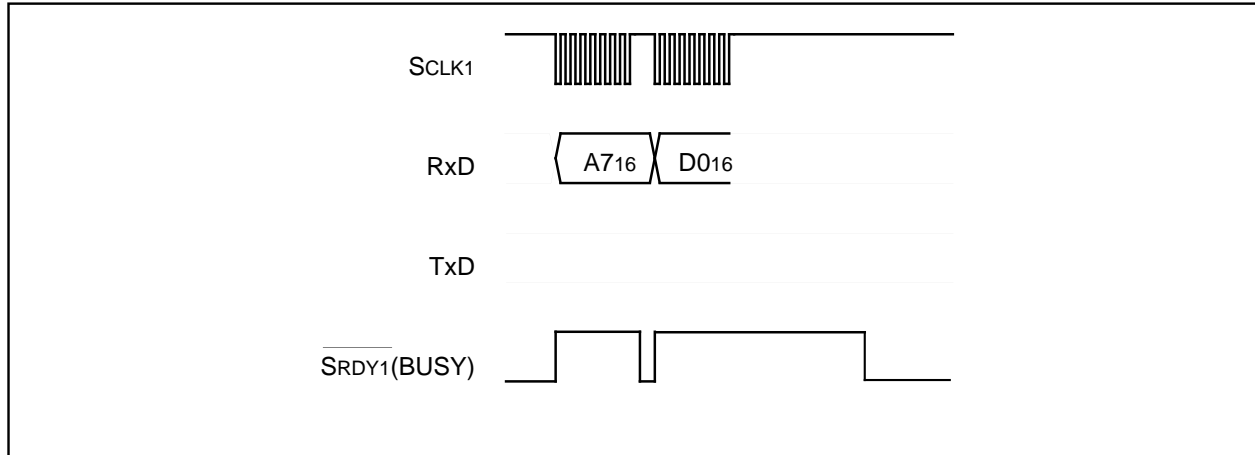 SCLK1
RxD
A716 D016
TxD
SRDY1(BUSY)